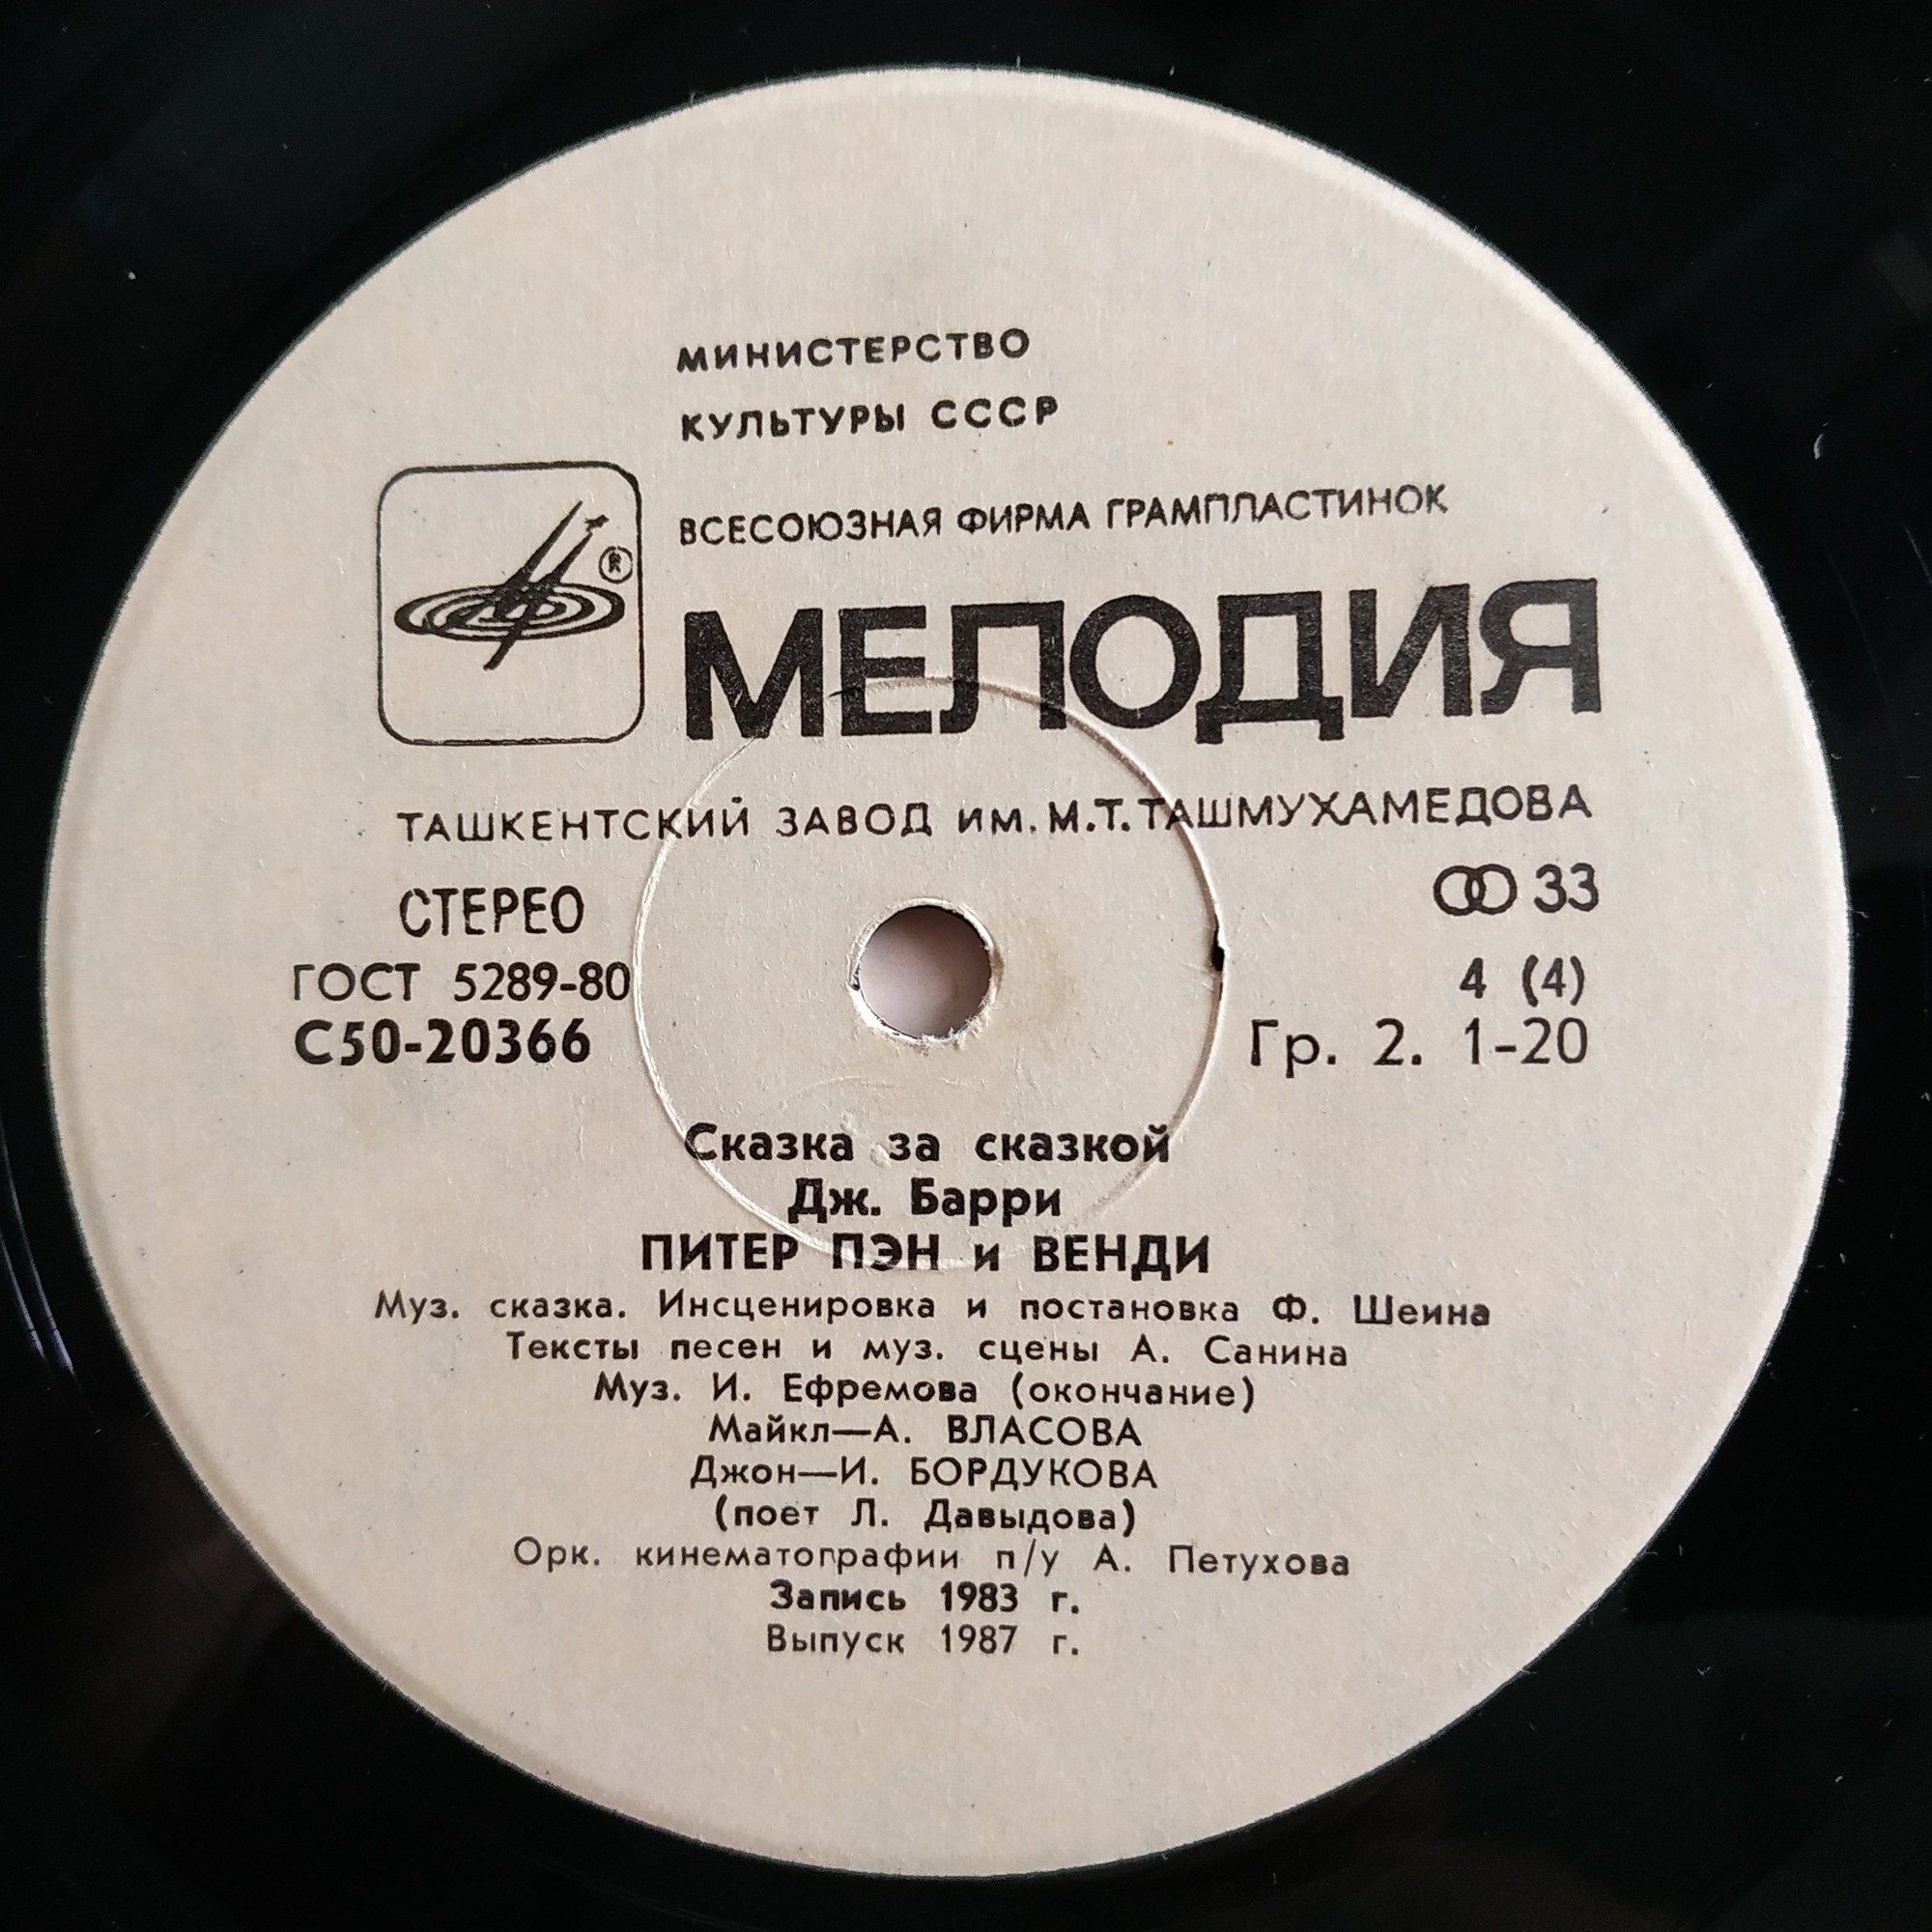 МИНИСТЕРСТВО
КУЛЬТУРЫ СССР
ВСЕСОЮЗНАЯ ФИРМА ГРАМПЛАСТИНОК
®
МЕЛОДИЯ
ТАШКЕНТСКИЙ ЗАВОД ИМ. М.Т. ТАШМУХАМЕДОВА
СТЕРЕО 33
ГОСТ 5289-80 4 (4)
С50-20366 Гр. 2. 1-20
Сказка за сказкой
Дж. Барри
ПИТЕР ПЭН и ВЕНДИ
Муз. сказка. Инсценировка и постановка Ф. Шеина
Тексты песен и муз. сцены А. Санина
Муз. И. Ефремова (окончание)
Майкл—А. ВЛАСОВА
Джон—И. БОРДУКОВА
(поет Л. Давыдова)
Орк. кинематографии п/у А. Петухова
Запись 1983 г.
Выпуск 1987 г.